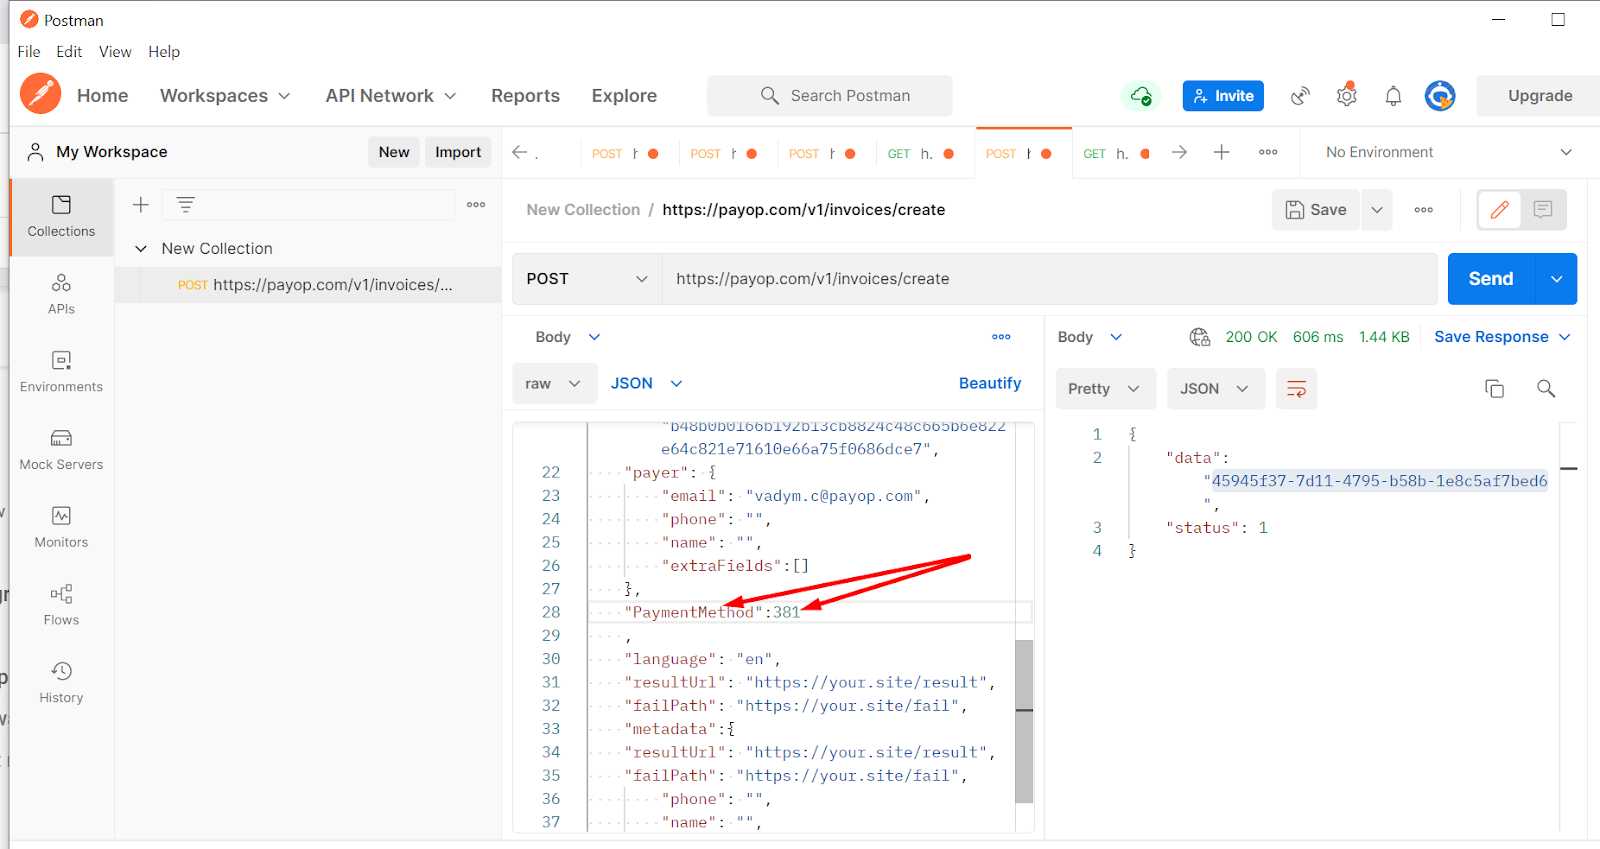 Postman
File Edit View Help
Home Workspaces API Network Reports Explore Search Postman Invite Upgrade
My Workspace New Import . POST h POST h POST h GET h. POST h GET h. No Environment
New Collection / https://payop.com/v1/invoices/create Save
Collections
New Collection
POST https://payop.com/v1/invoices/...
POST https://payop.com/v1/invoices/create Send
APIs
Environments
Mock Servers
Monitors
Flows
History
Body
raw JSON Beautify
"b48b0b0166b192b13cb8824c48c665b6e822
e64c821e71610e66a75f0686dce7",
22 "payer": {
23 "email": "vadym.c@payop.com",
24 "phone": "",
25 "name": "",
26 "extraFields":[]
27 },
28 "PaymentMethod":381
29 ,
30 "language": "en",
31 "resultUrl": "https://your.site/result",
32 "failPath": "https://your.site/fail",
33 "metadata":{
34 "resultUrl": "https://your.site/result",
35 "failPath": "https://your.site/fail",
36 "phone": "",
37 "name": "",
Body 200 OK 606 ms 1.44 KB Save Response
Pretty JSON
1 {
2 "data":
"45945f37-7d11-4795-b58b-1e8c5af7bed6
",
3 "status": 1
4 }